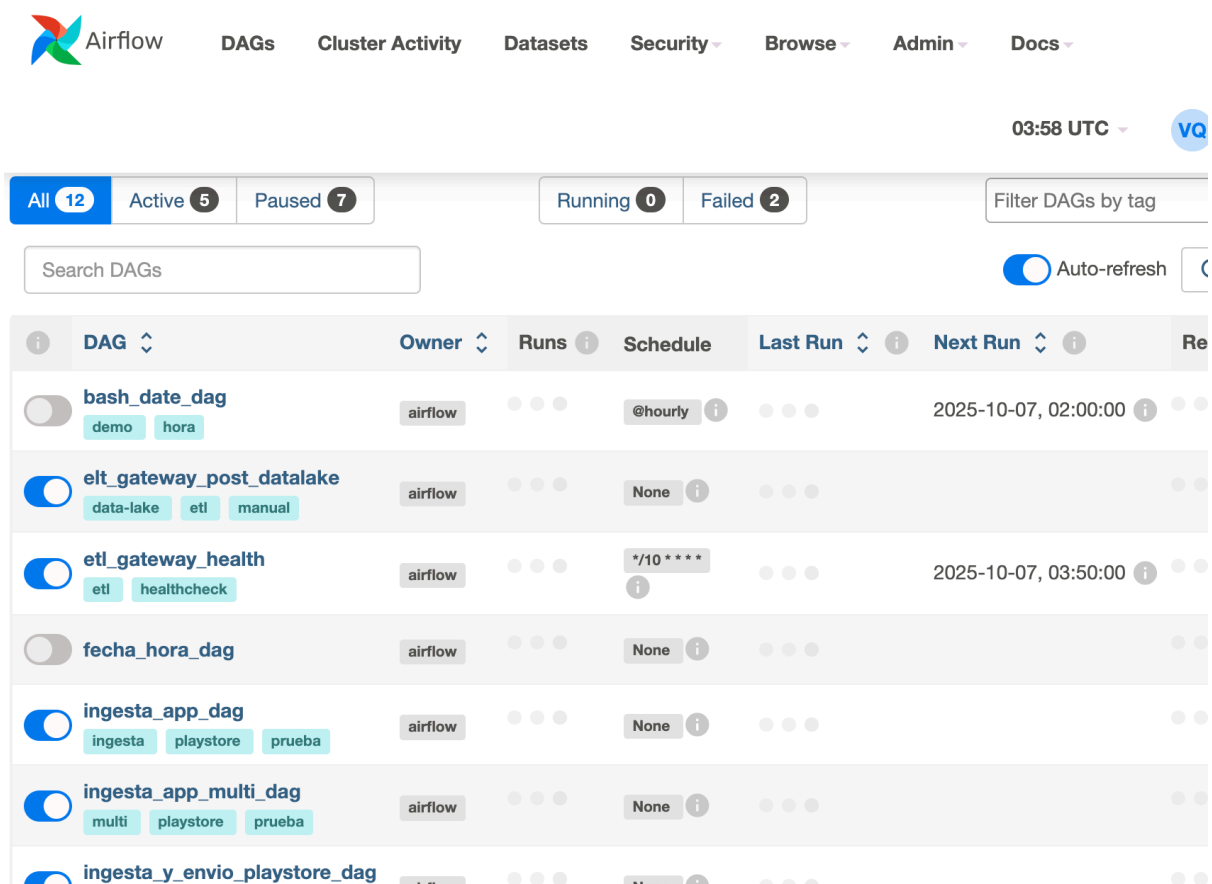 Airflow DAGs Cluster Activity Datasets Security Browse Admin Docs
03:58 UTC VQ
All 12 Active 5 Paused 7 Running 0 Failed 2 Filter DAGs by tag
Search DAGs Auto-refresh
DAG Owner Runs Schedule Last Run Next Run Re
bash_date_dag
demo hora airflow @hourly 2025-10-07, 02:00:00
elt_gateway_post_datalake
data-lake etl manual airflow None
etl_gateway_health
etl healthcheck airflow */10 * * * * 2025-10-07, 03:50:00
fecha_hora_dag airflow None
ingesta_app_dag
ingesta playstore prueba airflow None
ingesta_app_multi_dag
multi playstore prueba airflow None
ingesta_y_envio_playstore_dag